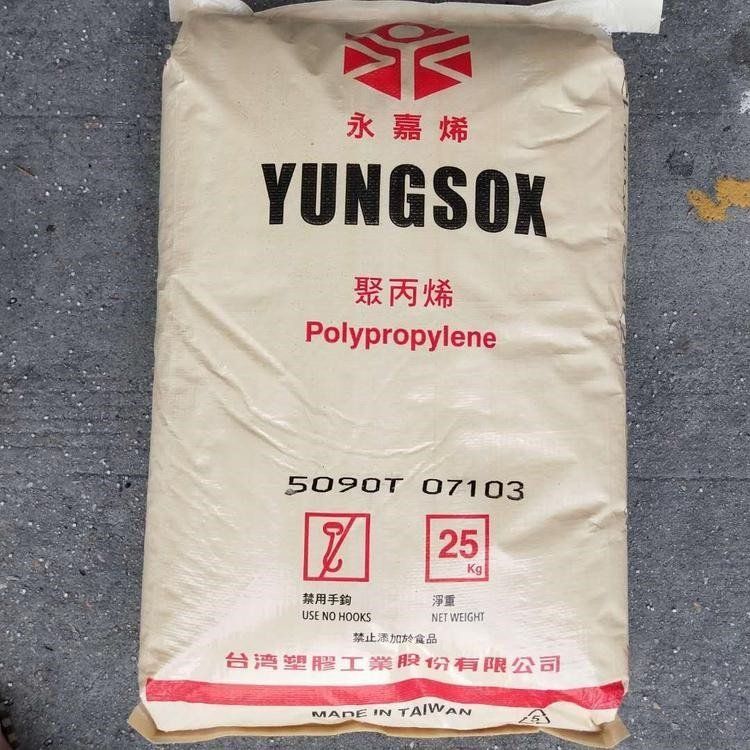 永嘉烯
YUNGSOX
聚丙烯
Polypropylene
5090T 07103
25
Kg
禁用手鉤 淨重
USE NO HOOKS NET WEIGHT
禁止添加於食品
台湾塑膠工業股份有限公司
MADE IN TAIWAN
5